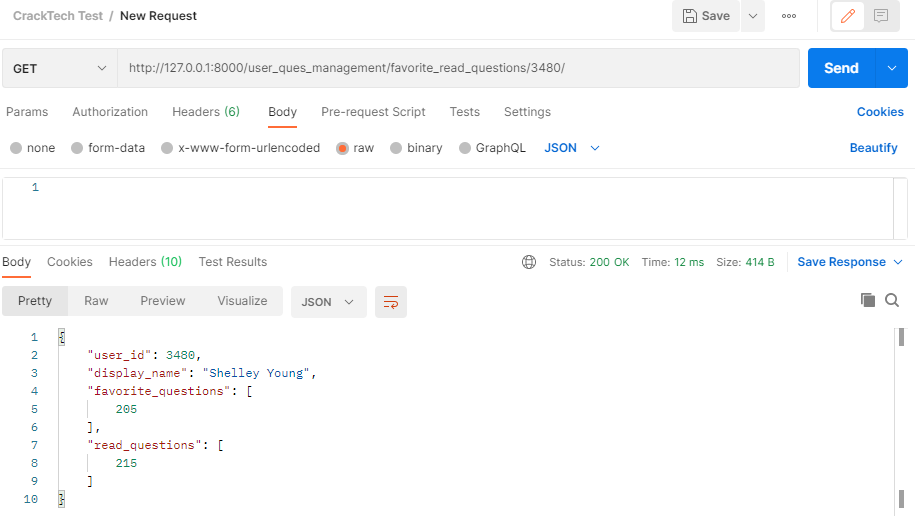 CrackTech Test / New Request Save
GET http://127.0.0.1:8000/user_ques_management/favorite_read_questions/3480/ Send
Params Authorization Headers (6) Body Pre-request Script Tests Settings Cookies
none form-data x-www-form-urlencoded raw binary GraphQL JSON Beautify
1
Body Cookies Headers (10) Test Results Status: 200 OK Time: 12 ms Size: 414 B Save Response
Pretty Raw Preview Visualize JSON
1 {
2 "user_id": 3480,
3 "display_name": "Shelley Young",
4 "favorite_questions": [
5 205
6 ],
7 "read_questions": [
8 215
9 ]
10 }